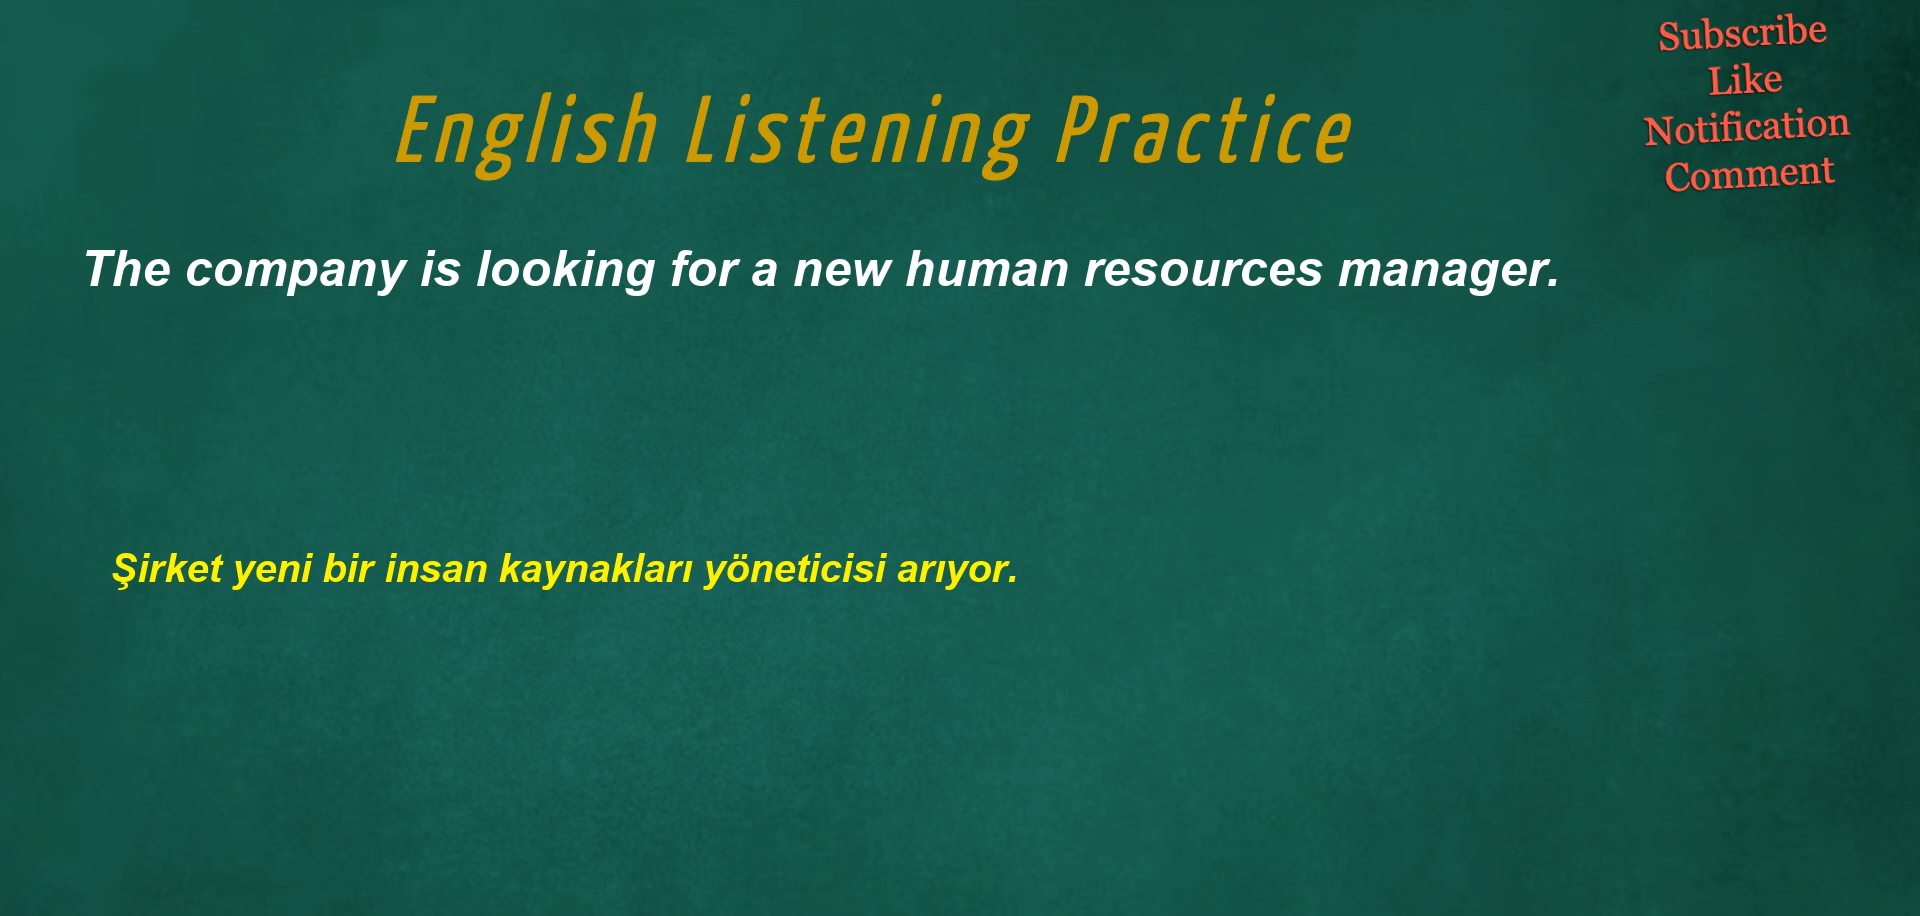 English Listening Practice
Subscribe
Like
Notification
Comment
The company is looking for a new human resources manager.
Şirket yeni bir insan kaynakları yöneticisi arıyor.